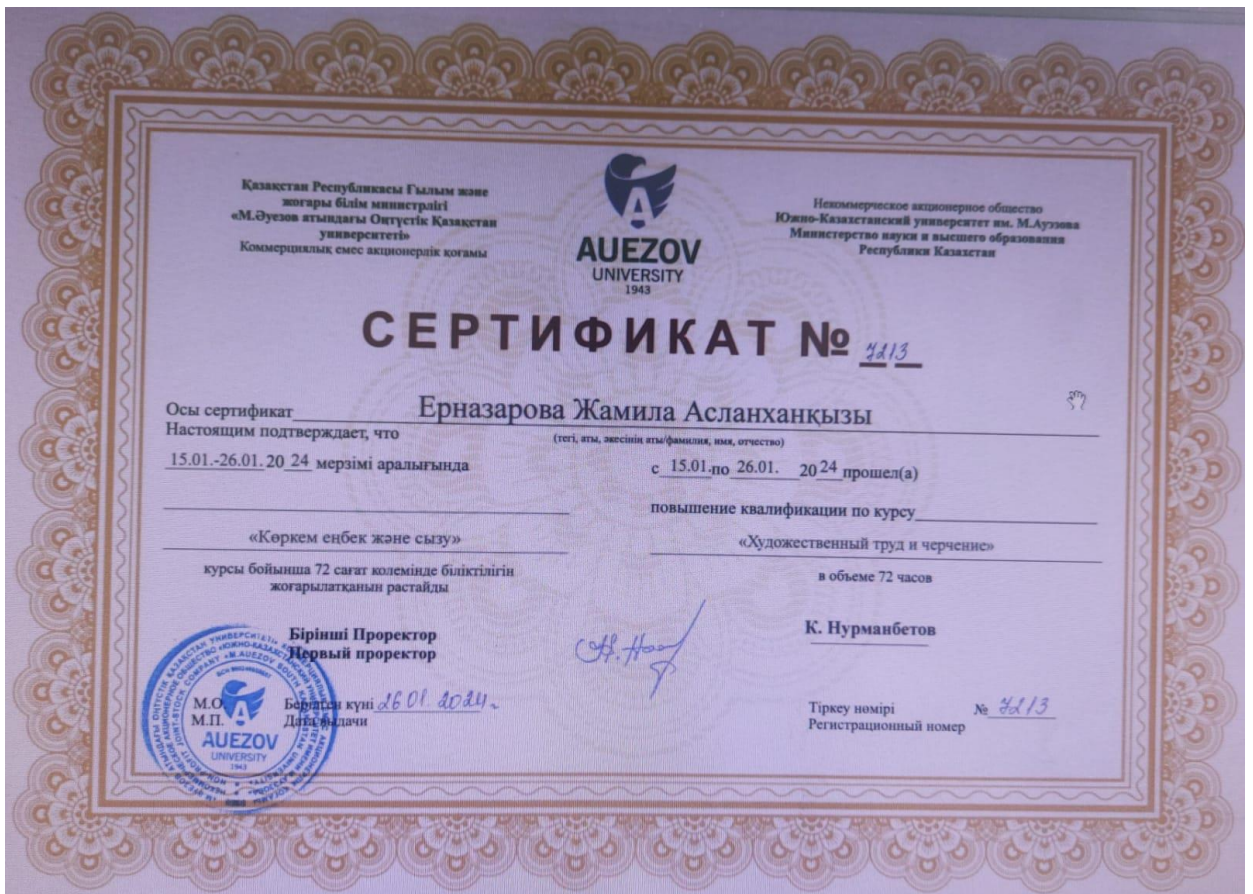 Қазақстан Республикасы Ғылым және
жоғары білім министрлігі
«М.Әуезов атындағы Оңтүстік Қазақстан
университеті»
Коммерциялық емес акционерлік қоғамы
AUEZOV
UNIVERSITY
1943
Некоммерческое акционерное общество
Южно-Казахстанский университет им. М.Ауэзова
Министерство науки и высшего образования
Республики Казахстан
СЕРТИФИКАТ № 7213
Осы сертификат Ерназарова Жамила Асланханқызы
Настоящим подтверждает, что
(тегі, аты, әкесінің аты/фамилия, имя, отчество)
15.01.-26.01. 20 24 мерзімі аралығында
с 15.01. по 26.01. 20 24 прошел(а)
повышение квалификации по курсу
«Көркем еңбек және сызу»
«Художественный труд и черчение»
курсы бойынша 72 сағат көлемінде біліктілігін
жоғарылатқанын растайды
в объеме 72 часов
Бірінші Проректор
Первый проректор
К. Нурманбетов
М.О.
М.П.
Берілген күні 26 01. 2024
Дата выдачи
Тіркеу нөмірі № 7213
Регистрационный номер
AUEZOV
UNIVERSITY
1943